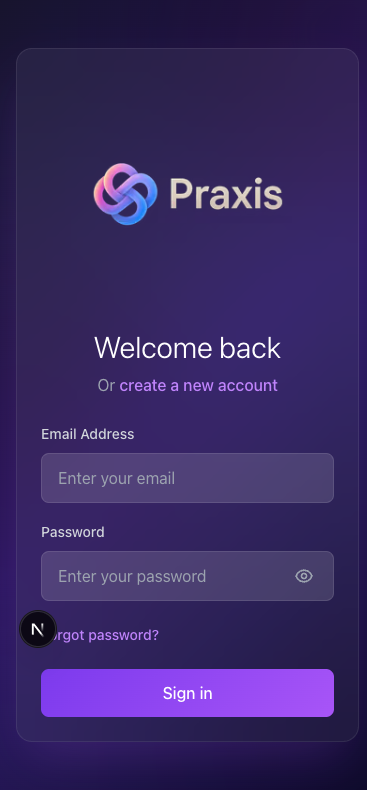 Praxis
Welcome back
Or create a new account
Email Address
Enter your email
Password
Enter your password
N
rgot password?
Sign in